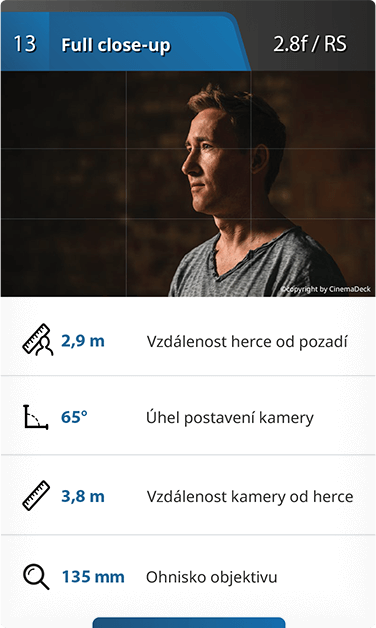 13 Full close-up 2.8f / RS
©copyright by CinemaDeck
2,9 m Vzdálenost herce od pozadí
65° Úhel postavení kamery
3,8 m Vzdálenost kamery od herce
135 mm Ohnisko objektivu